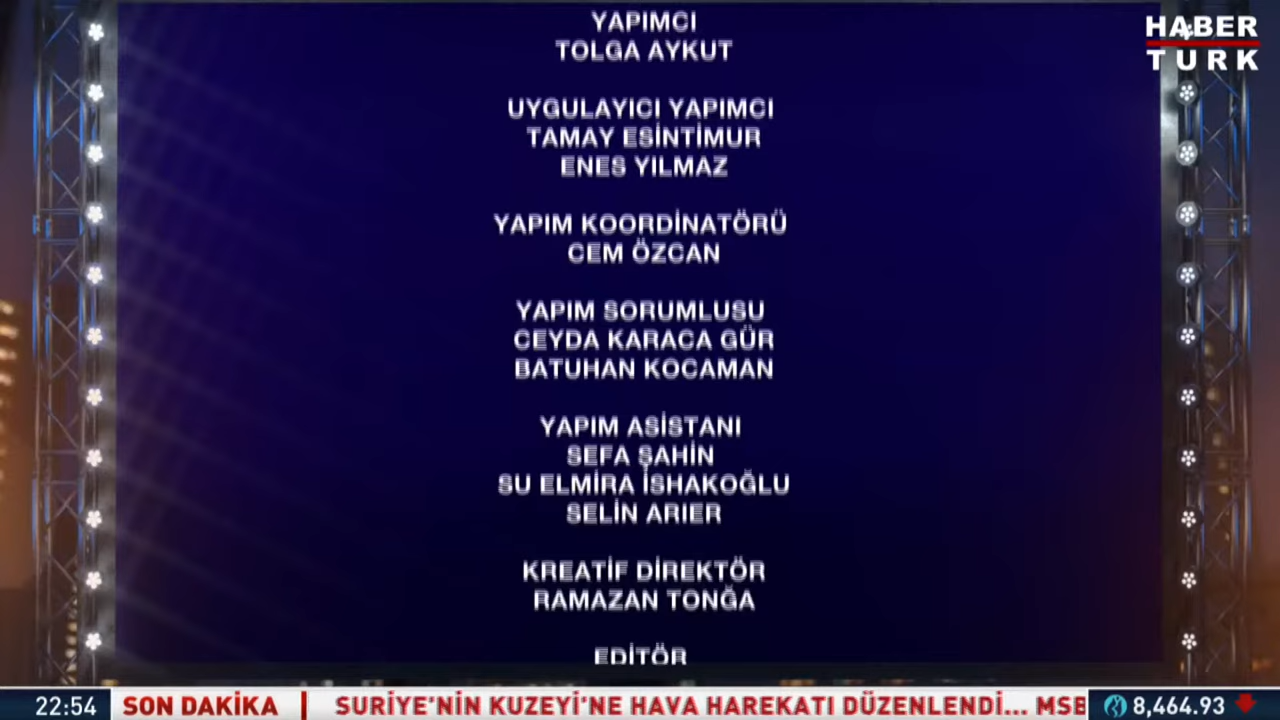 YAPIMCI
TOLGA AYKUT
UYGULAYICI YAPIMCI
TAMAY ESİNTİMUR
ENES YILMAZ
YAPIM KOORDİNATÖRÜ
CEM ÖZCAN
YAPIM SORUMLUSU
CEYDA KARACA GÜR
BATUHAN KOCAMAN
YAPIM ASİSTANI
SEFA ŞAHİN
SU ELMİRA İSHAKOĞLU
SELİN ARIER
KREATİF DİREKTÖR
RAMAZAN TONĞA
EDİTÖR
HABER
TURK
22:54 SON DAKİKA SURİYE'NİN KUZEYİ'NE HAVA HAREKATI DÜZENLENDİ... MSB 8,464.93